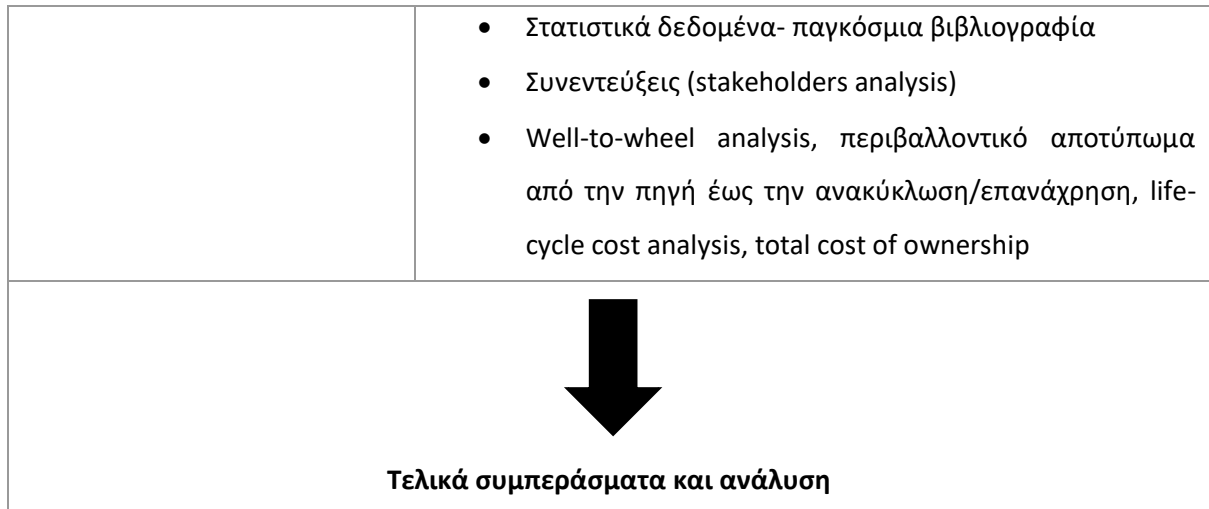 • Στατιστικά δεδομένα- παγκόσμια βιβλιογραφία
• Συνεντεύξεις (stakeholders analysis)
• Well-to-wheel analysis, περιβαλλοντικό αποτύπωμα
από την πηγή έως την ανακύκλωση/επανάχρηση, life-
cycle cost analysis, total cost of ownership
Τελικά συμπεράσματα και ανάλυση